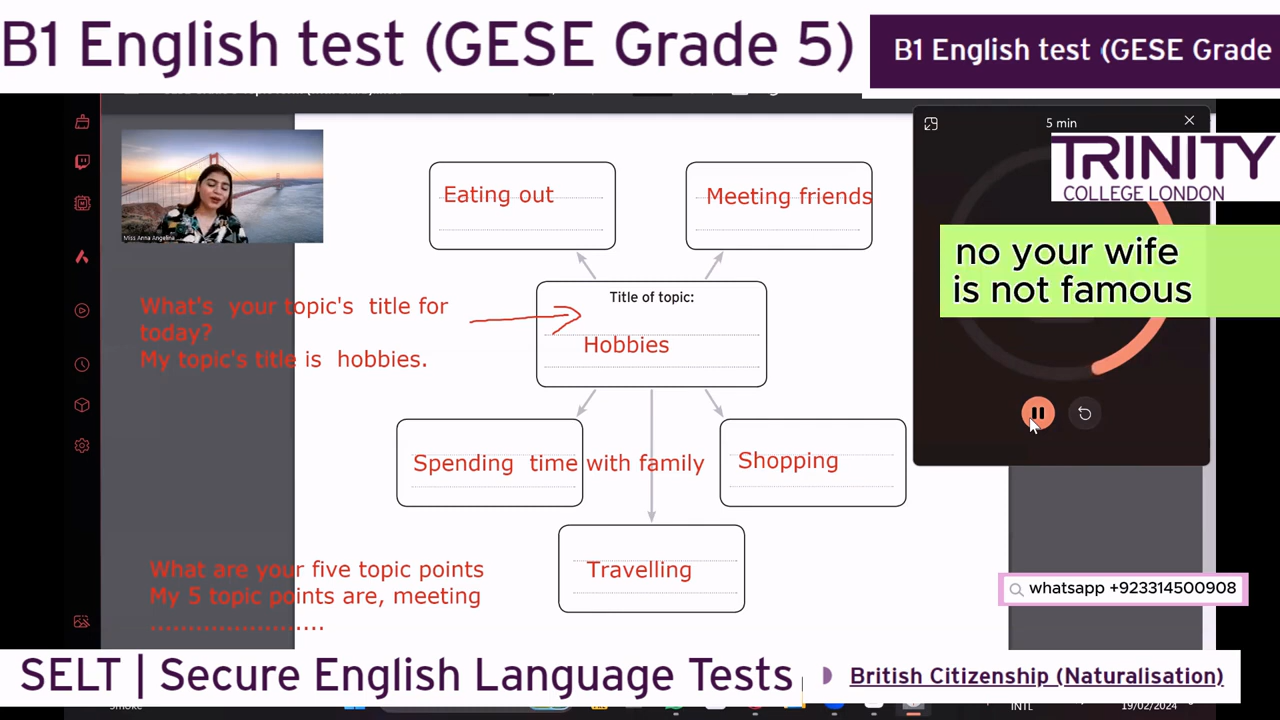 B1 English test (GESE Grade 5)
B1 English test (GESE Grade
5 min
TRINITY
COLLEGE LONDON
no your wife
is not famous
Eating out
Meeting friends
Title of topic:
Hobbies
What's your topic's title for
today?
My topic's title is hobbies.
Spending time with family
Shopping
Travelling
What are your five topic points
My 5 topic points are, meeting
.......................
Miss Anna Angelina
whatsapp +923314500908
SELT | Secure English Language Tests
British Citizenship (Naturalisation)
Smoke
INTL
19/02/2024